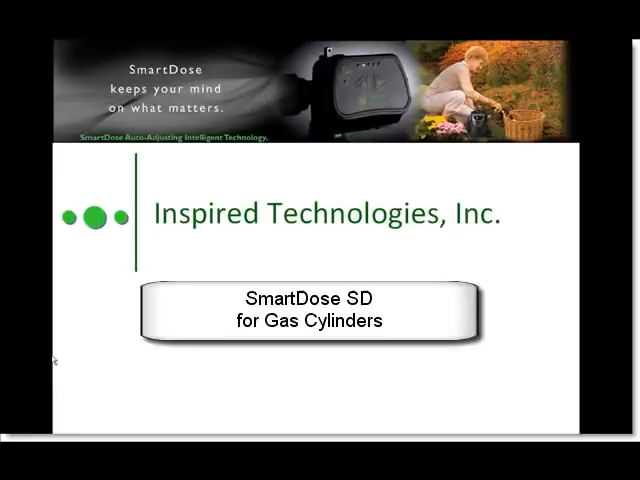 SmartDose
keeps your mind
on what matters.
SmartDose Auto-Adjusting Intelligent Technology.
Inspired Technologies, Inc.
SmartDose SD
for Gas Cylinders